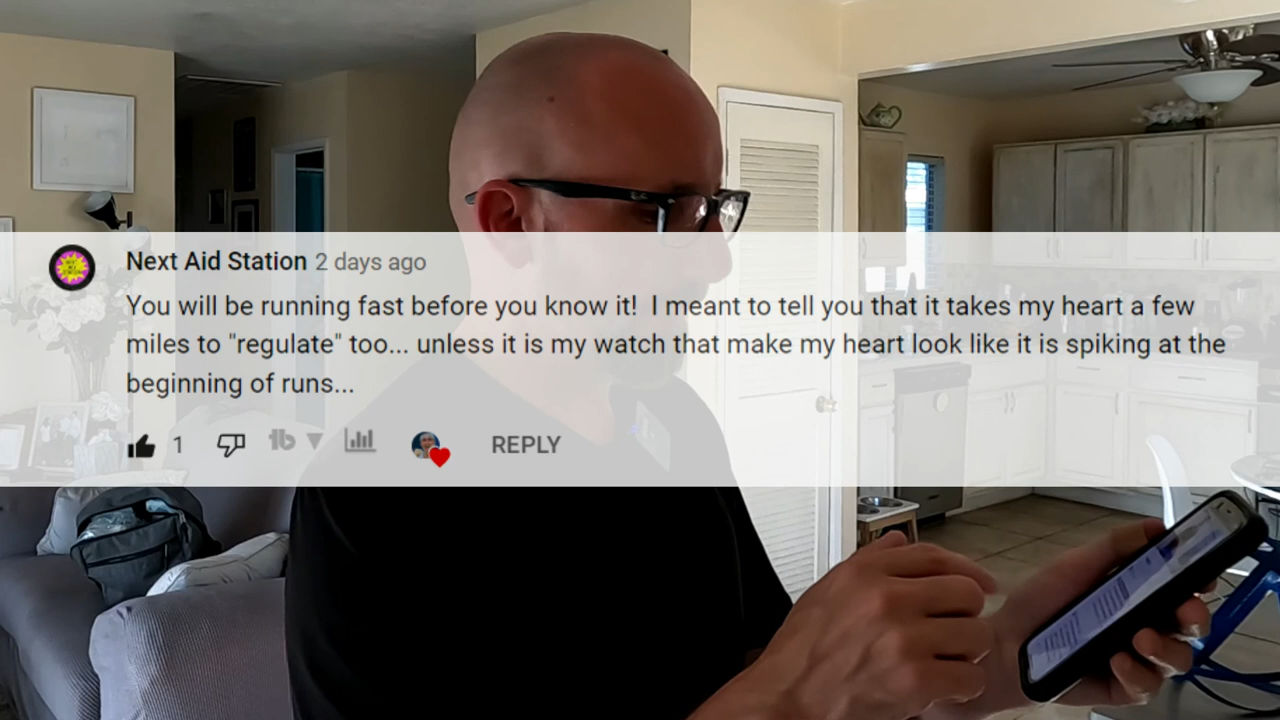 Next Aid Station 2 days ago
You will be running fast before you know it!  I meant to tell you that it takes my heart a few
miles to "regulate" too... unless it is my watch that make my heart look like it is spiking at the
beginning of runs...
1 REPLY